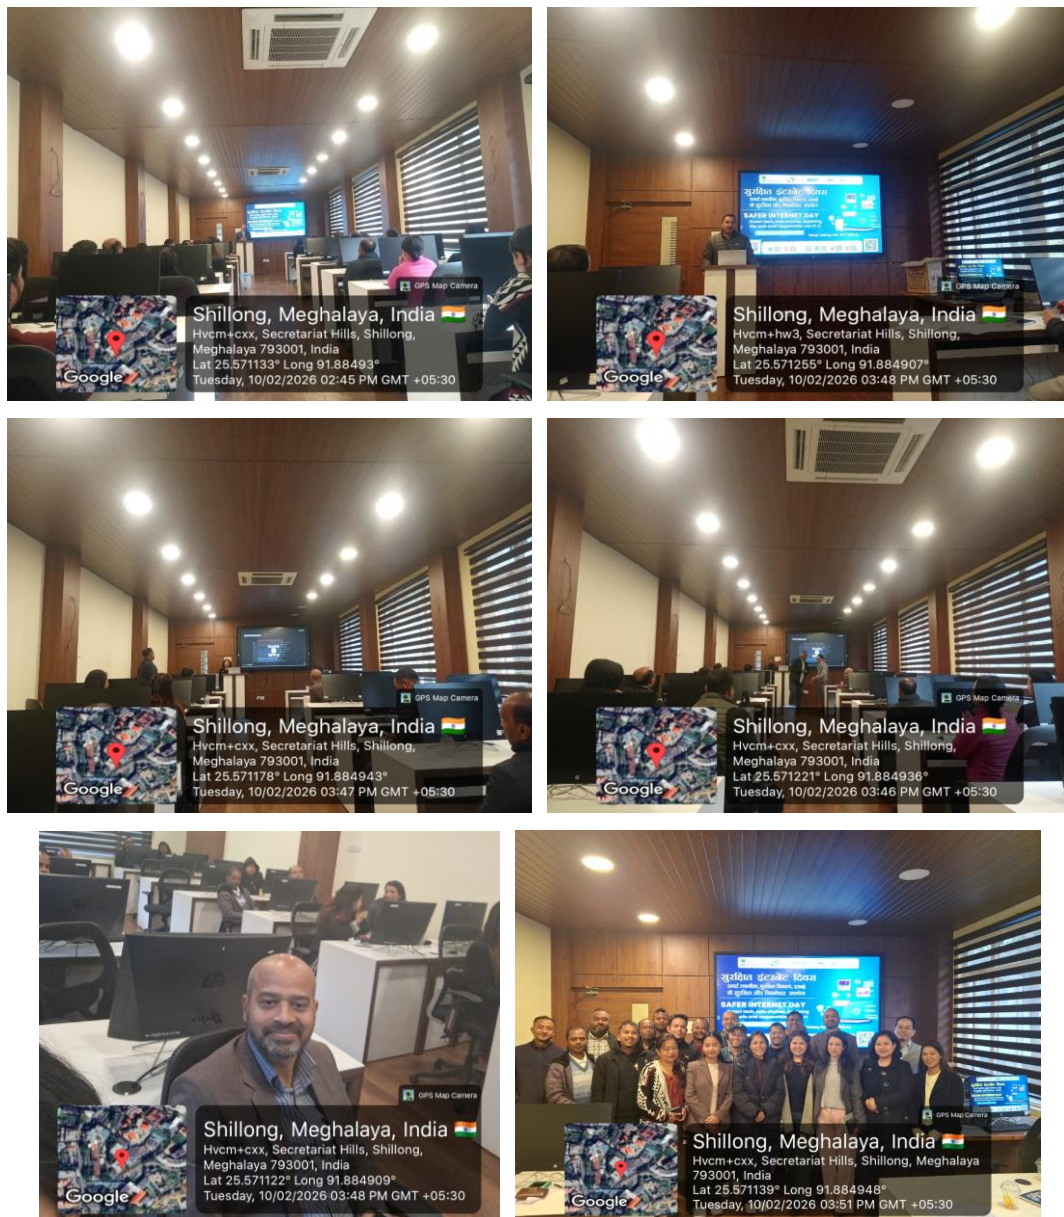 GPS Map Camera
Shillong, Meghalaya, India
Hvcm+cxx, Secretariat Hills, Shillong,
Meghalaya 793001, India
Lat 25.571133° Long 91.88493°
Tuesday, 10/02/2026 02:45 PM GMT +05:30
Google
सुरक्षित इंटरनेट दिवस
SAFER INTERNET DAY
GPS Map Camera
Shillong, Meghalaya, India
Hvcm+hw3, Secretariat Hills, Shillong,
Meghalaya 793001, India
Lat 25.571255° Long 91.884907°
Tuesday, 10/02/2026 03:48 PM GMT +05:30
Google
GPS Map Camera
Shillong, Meghalaya, India
Hvcm+cxx, Secretariat Hills, Shillong,
Meghalaya 793001, India
Lat 25.571178° Long 91.884943°
Tuesday, 10/02/2026 03:47 PM GMT +05:30
Google
GPS Map Camera
Shillong, Meghalaya, India
Hvcm+cxx, Secretariat Hills, Shillong,
Meghalaya 793001, India
Lat 25.571221° Long 91.884936°
Tuesday, 10/02/2026 03:46 PM GMT +05:30
Google
GPS Map Camera
Shillong, Meghalaya, India
Hvcm+cxx, Secretariat Hills, Shillong,
Meghalaya 793001, India
Lat 25.571122° Long 91.884909°
Tuesday, 10/02/2026 03:48 PM GMT +05:30
Google
सुरक्षित इंटरनेट दिवस
SAFER INTERNET DAY
GPS Map Camera
Shillong, Meghalaya, India
Hvcm+cxx, Secretariat Hills, Shillong, Meghalaya
793001, India
Lat 25.571139° Long 91.884948°
Tuesday, 10/02/2026 03:51 PM GMT +05:30
Google